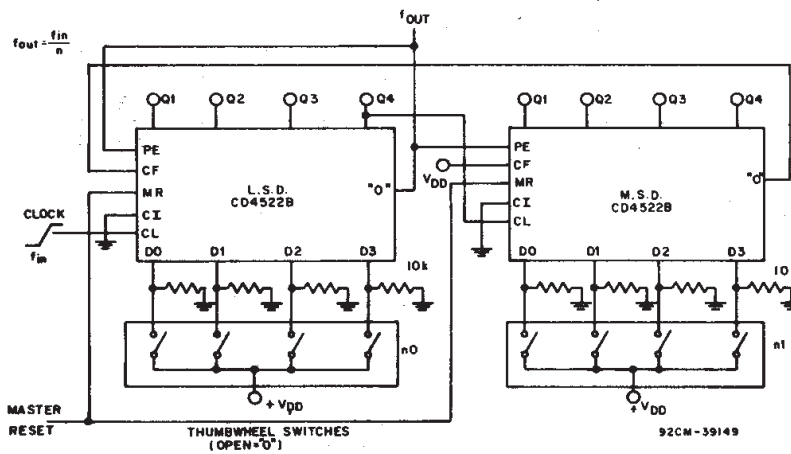 fOUT
fout = fin/n
Q1 Q2 Q3 Q4
Q1 Q2 Q3 Q4
PE
CF
MR
CI
CL
L.S.D.
CD4522B
"0"
D0 D1 D2 D3
VDD
PE
CF
MR
CI
CL
M.S.D.
CD4522B
"0"
D0 D1 D2 D3
CLOCK
fin
10k
10
n0
n1
+ VDD
+ VDD
MASTER
RESET
THUMBWHEEL SWITCHES
(OPEN="0")
92CM-39149